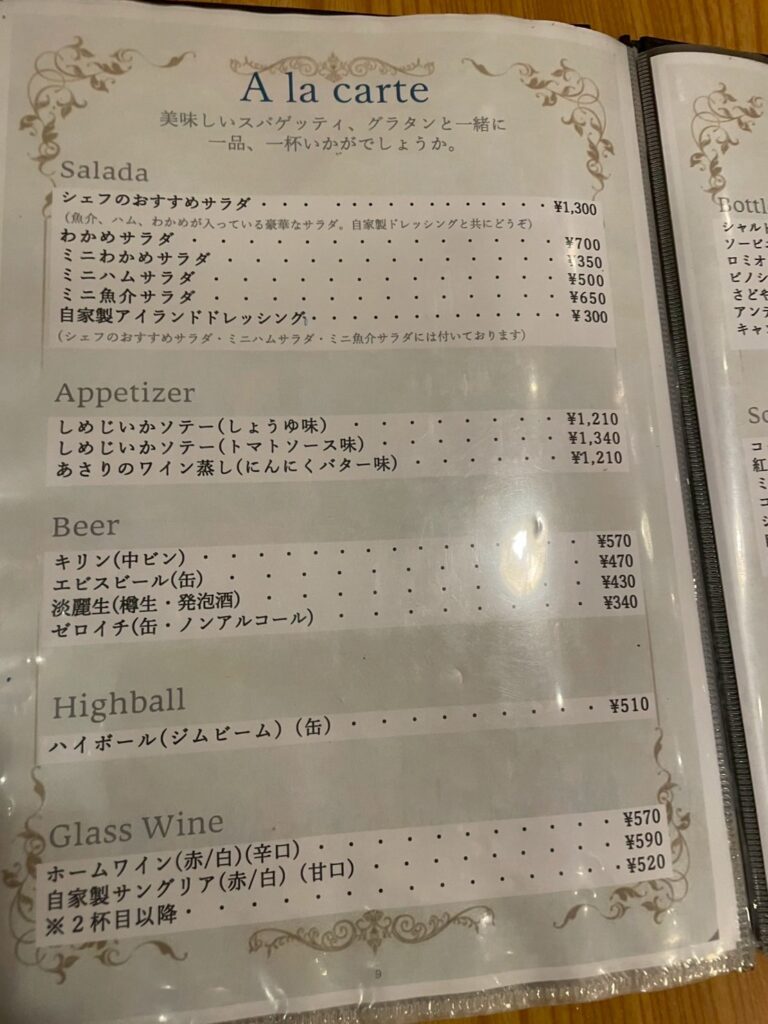 A la carte
美味しいスパゲッティ、グラタンと一緒に
一品、一杯いかがでしょうか。
Salada
シェフのおすすめサラダ・・・・・・・・・・・・・・・¥1,300
(魚介、ハム、わかめが入っている豪華なサラダ。自家製ドレッシングと共にどうぞ)
わかめサラダ・・・・・・・・・・・・・・・¥700
ミニわかめサラダ・・・・・・・・・・・・・・¥350
ミニハムサラダ・・・・・・・・・・・・・・¥500
ミニ魚介サラダ・・・・・・・・・・・・・・¥650
自家製アイランドドレッシング・・・・・・・・・・・・・¥300
(シェフのおすすめサラダ・ミニハムサラダ・ミニ魚介サラダには付いております)
Appetizer
しめじいかソテー(しょうゆ味)・・・・・・・・¥1,210
しめじいかソテー(トマトソース味)・・・・・・・¥1,340
あさりのワイン蒸し(にんにくバター味)・・・・・・¥1,210
Beer
キリン(中ビン)・・・・・・・・・・・・・¥570
エビスビール(缶)・・・・・・・・・・・・¥470
淡麗生(樽生・発泡酒)・・・・・・・・・・・¥430
ゼロイチ(缶・ノンアルコール)・・・・・・・・・¥340
Highball
ハイボール(ジムビーム)(缶)・・・・・・・・・¥510
Glass Wine
ホームワイン(赤/白)(辛口)・・・・・・・・・・¥570
自家製サングリア(赤/白)(甘口)・・・・・・・・¥590
※2杯目以降・・・・・・・・・・・・・・¥520
9
Bottl
シャルド
ソービ
ロミオ
ピノシ
さどや
アンテ
キャン
コー
紅
ミ
コ